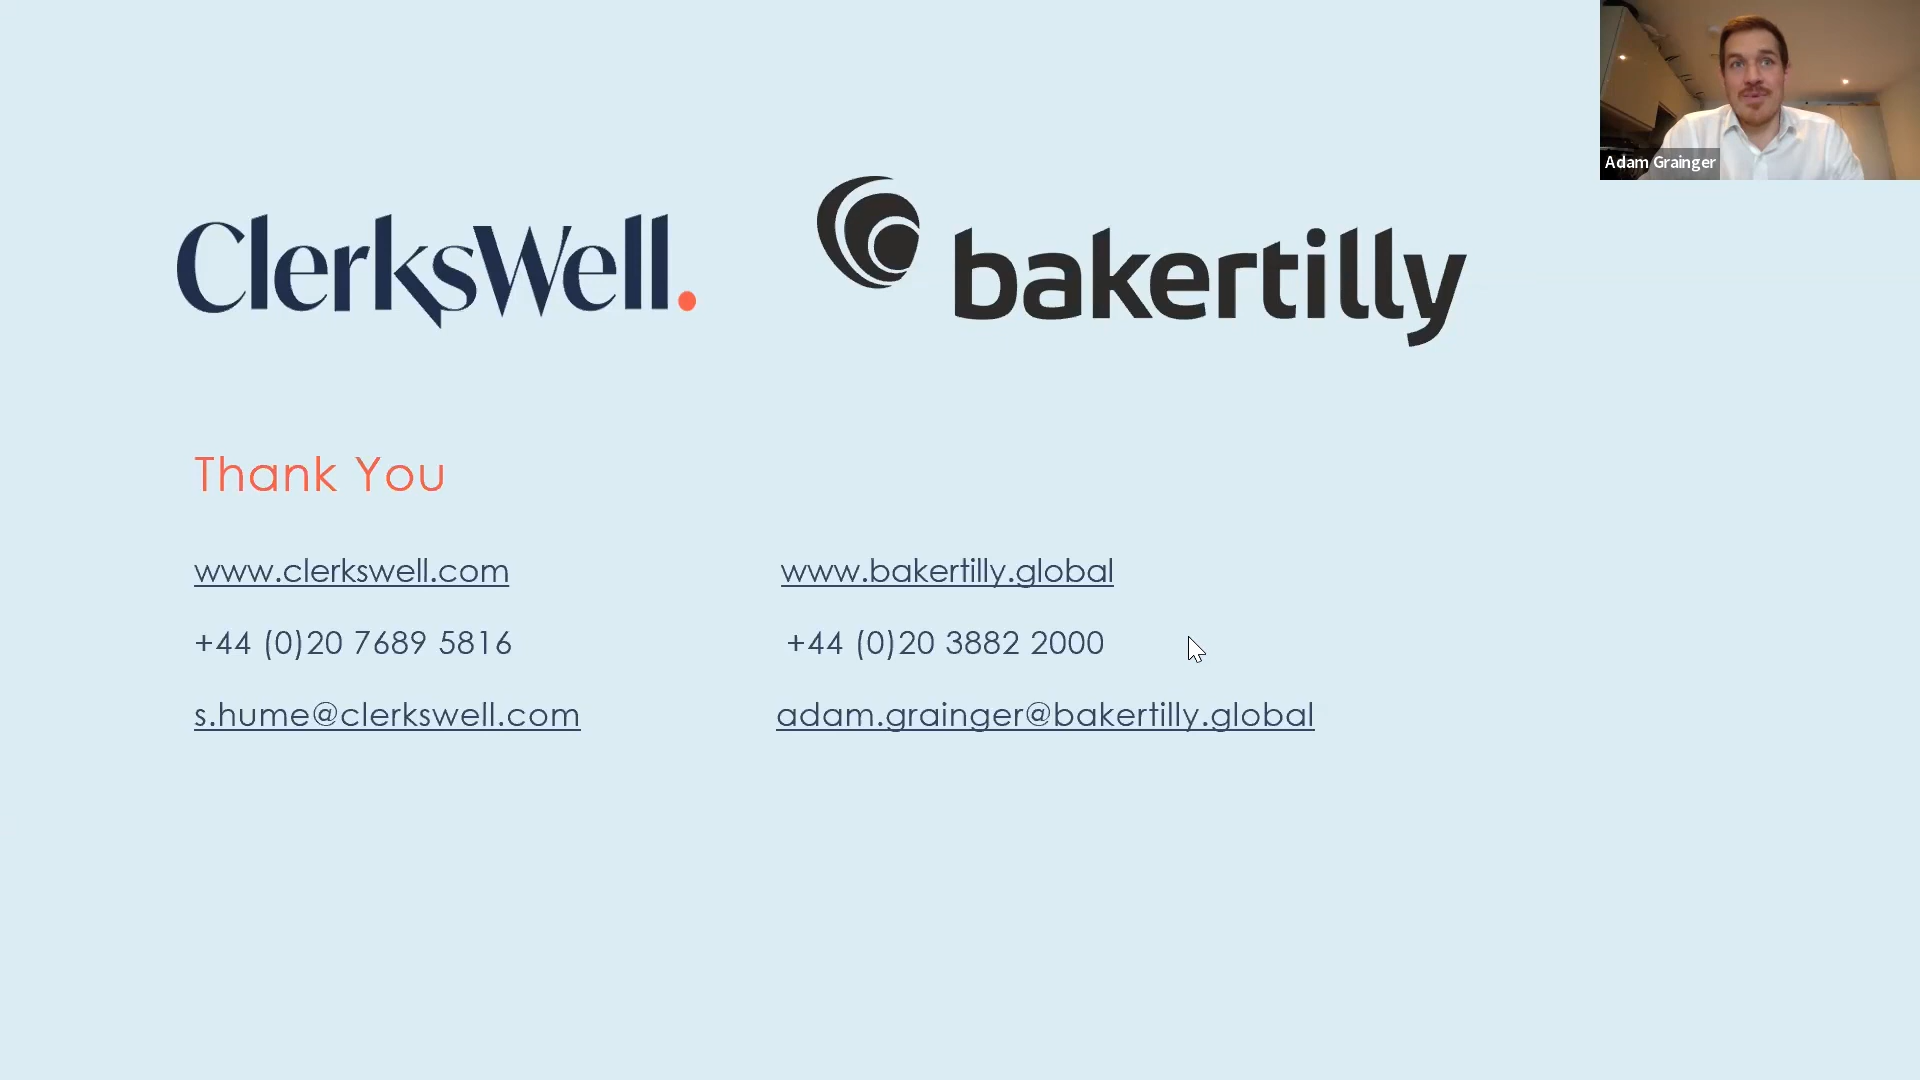 Adam Grainger
ClerksWell.
bakertilly
Thank You
www.clerkswell.com
www.bakertilly.global
+44 (0)20 7689 5816
+44 (0)20 3882 2000
s.hume@clerkswell.com
adam.grainger@bakertilly.global